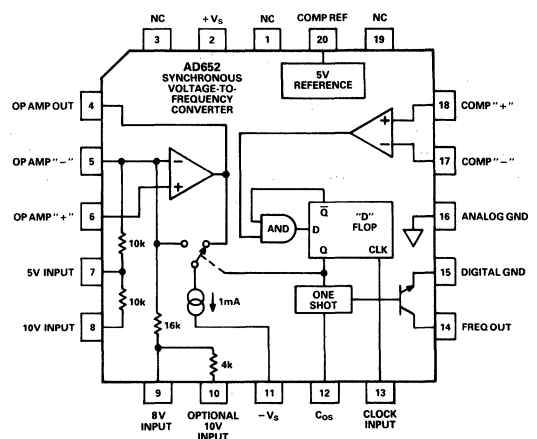 NC +VS NC COMP REF NC
3 2 1 20 19
AD652
SYNCHRONOUS
VOLTAGE-TO-
FREQUENCY
CONVERTER
5V
REFERENCE
OP AMP OUT 4
18 COMP "+"
+
–
OP AMP "–" 5
–
+
17 COMP "–"
OP AMP "+" 6
16 ANALOG GND
AND
Q̅
D
"D"
FLOP
Q CLK
10k
5V INPUT 7
15 DIGITAL GND
1mA
ONE
SHOT
10k
10V INPUT 8
16k
14 FREQ OUT
4k
9 10 11 12 13
8V
INPUT
OPTIONAL
10V
INPUT
–VS
COS
CLOCK
INPUT